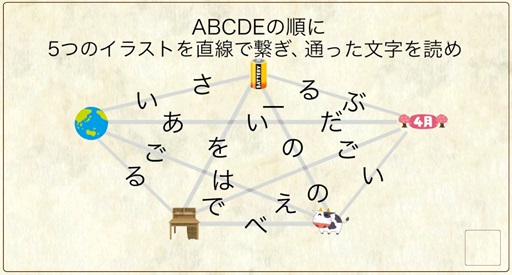 ABCDEの順に
5つのイラストを直線で繋ぎ、通った文字を読め
BATTERY
さ る
い ー ぶ
あ い だ
4月
ご を の ご
る は い
で え の
べ